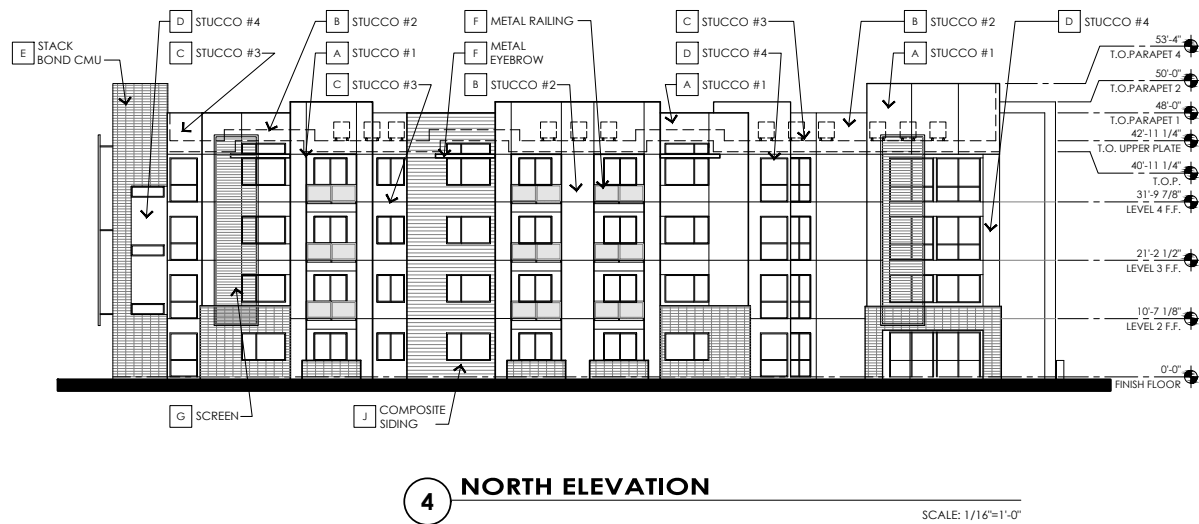 D STUCCO #4
B STUCCO #2
F METAL RAILING
C STUCCO #3
B STUCCO #2
D STUCCO #4
E STACK
BOND CMU
C STUCCO #3
A STUCCO #1
F METAL
EYEBROW
D STUCCO #4
A STUCCO #1
C STUCCO #3
B STUCCO #2
A STUCCO #1
53'-4"
T.O.PARAPET 4
50'-0"
T.O.PARAPET 2
48'-0"
T.O.PARAPET 1
42'-11 1/4"
T.O. UPPER PLATE
40'-11 1/4"
T.O.P.
31'-9 7/8"
LEVEL 4 F.F.
21'-2 1/2"
LEVEL 3 F.F.
10'-7 1/8"
LEVEL 2 F.F.
0'-0"
FINISH FLOOR
G SCREEN
J COMPOSITE
SIDING
4 NORTH ELEVATION
SCALE: 1/16"=1'-0"